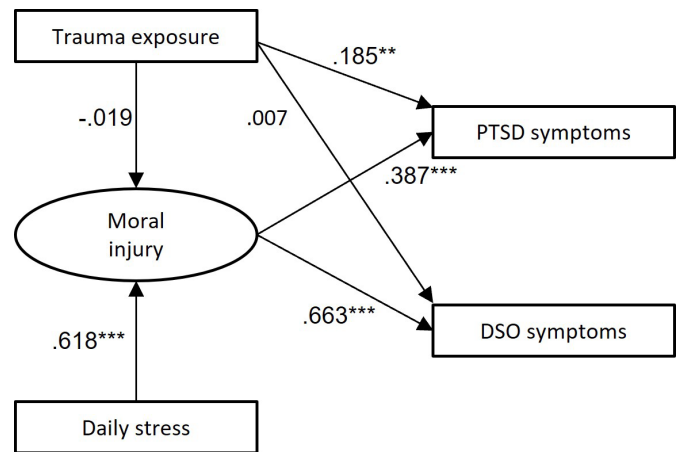 Trauma exposure
.185**
-.019
.007
PTSD symptoms
.387***
Moral
injury
.663***
DSO symptoms
.618***
Daily stress